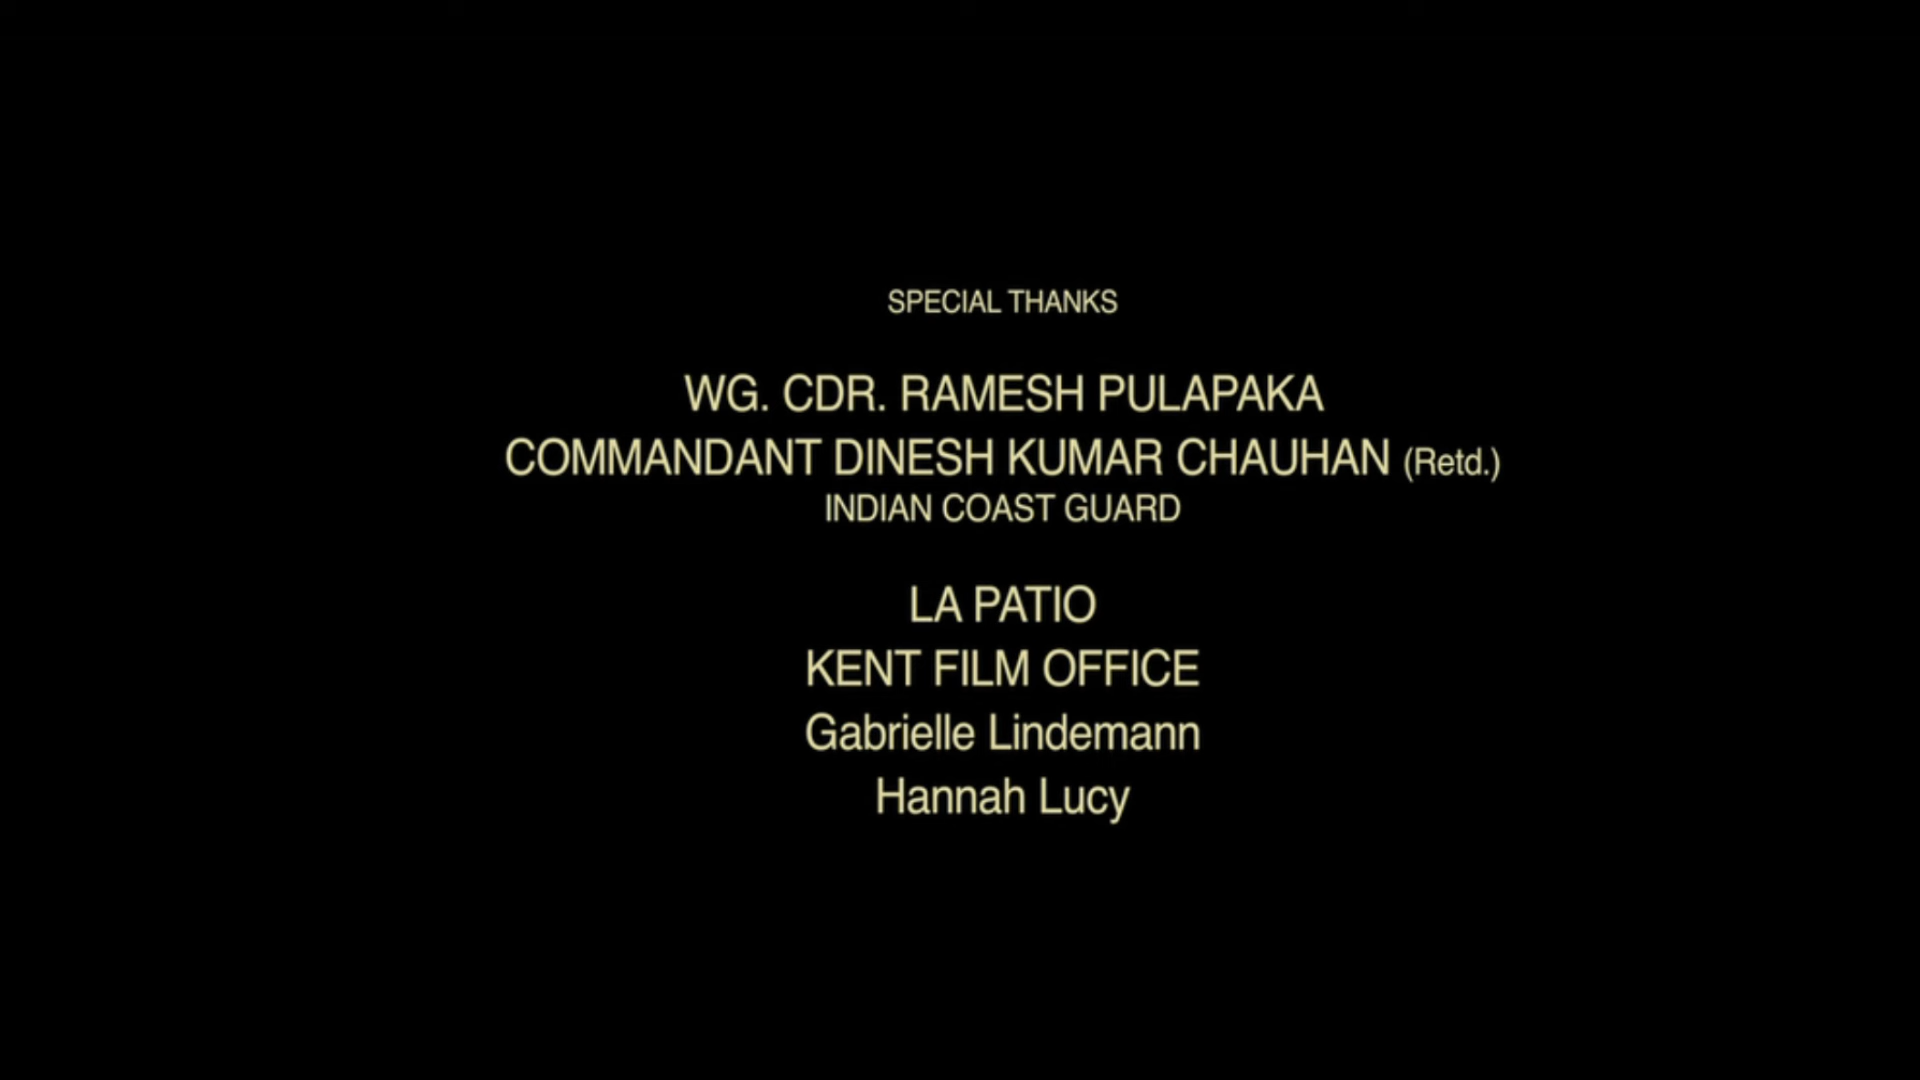 SPECIAL THANKS
WG. CDR. RAMESH PULAPAKA
COMMANDANT DINESH KUMAR CHAUHAN (Retd.)
INDIAN COAST GUARD
LA PATIO
KENT FILM OFFICE
Gabrielle Lindemann
Hannah Lucy